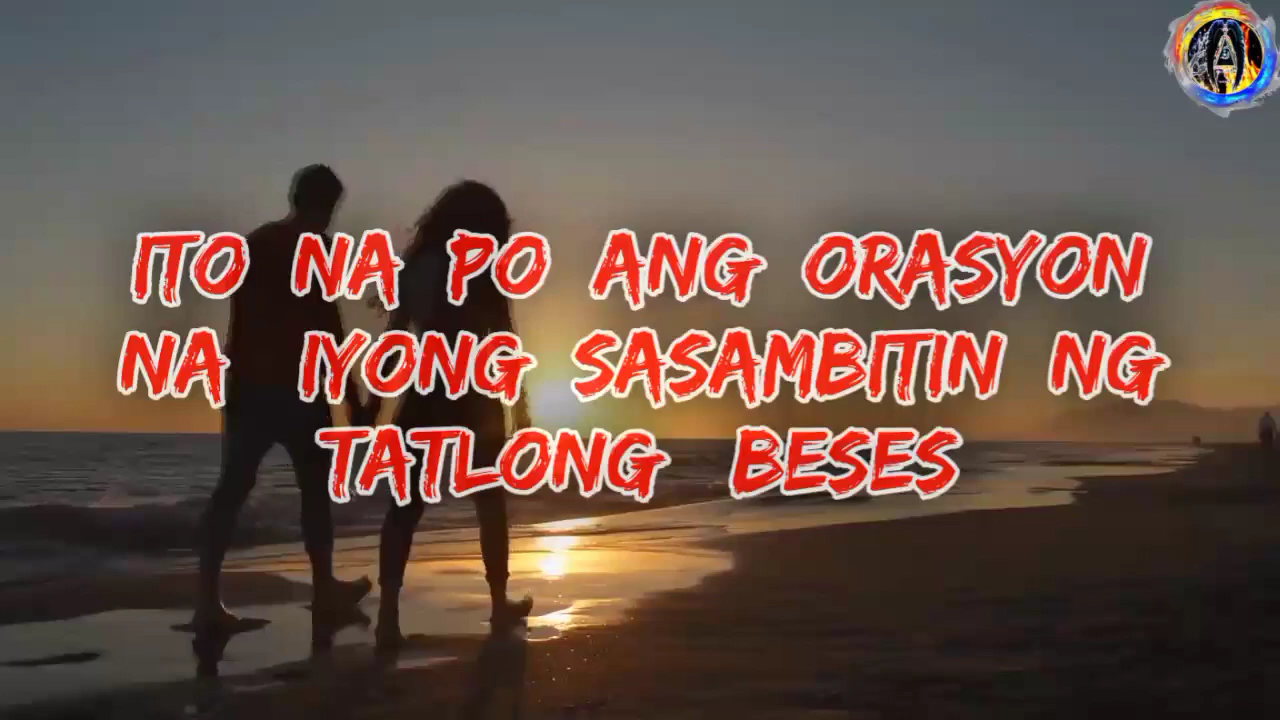 ITO NA PO ANG ORASYON
NA IYONG SASAMBITIN NG
TATLONG BESES